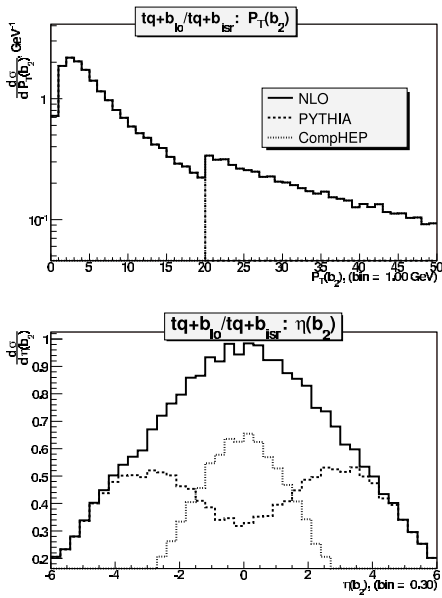 tq+b_lo/tq+b_isr: P_T(b_2)
dσ/dP_T(b_2), GeV^-1
1
10^-1
NLO
PYTHIA
CompHEP
0 5 10 15 20 25 30 35 40 45 50
P_T(b_2), (bin = 1.00 GeV)
tq+b_lo/tq+b_isr: η(b_2)
dσ/dη(b_2)
1
0.9
0.8
0.7
0.6
0.5
0.4
0.3
0.2
-6 -4 -2 0 2 4 6
η(b_2), (bin = 0.30)